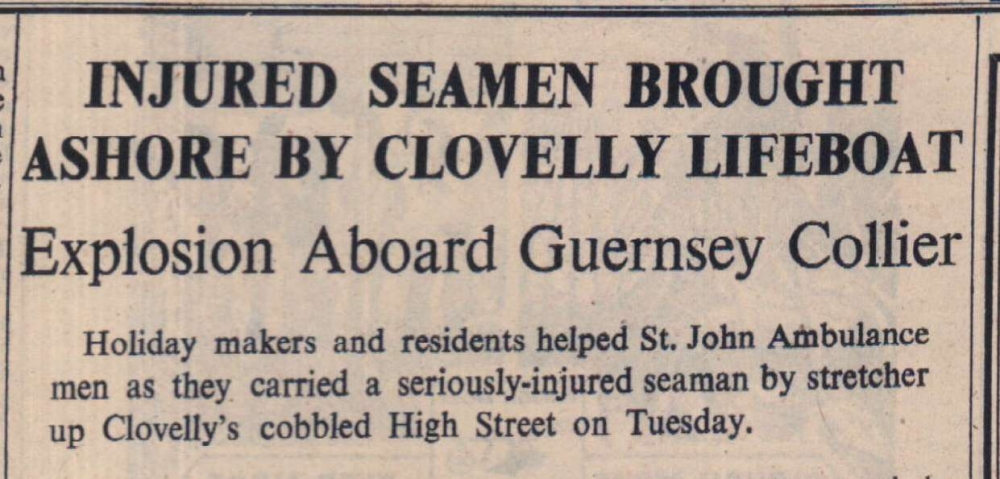 INJURED SEAMEN BROUGHT
ASHORE BY CLOVELLY LIFEBOAT
Explosion Aboard Guernsey Collier
Holiday makers and residents helped St. John Ambulance
men as they carried a seriously-injured seaman by stretcher
up Clovelly's cobbled High Street on Tuesday.